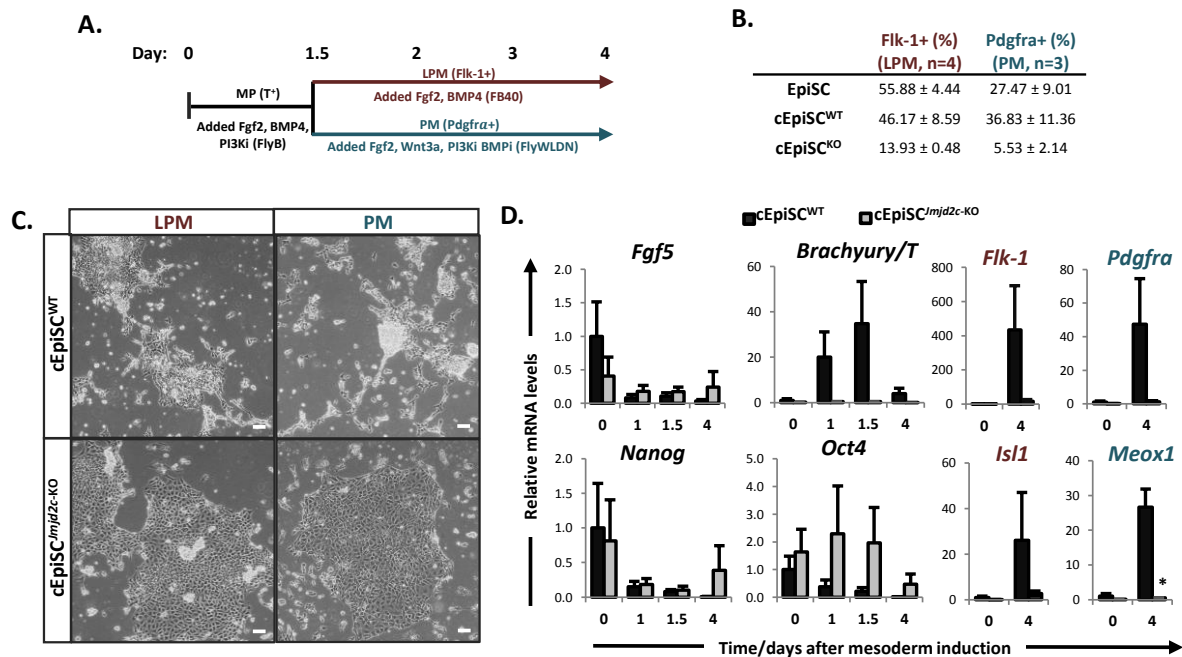 A.
Day: 0 1.5 2 3 4
LPM (Flk-1+)
MP (T+)
Added Fgf2, BMP4 (FB40)
Added Fgf2, BMP4,
PI3Ki (FlyB)
PM (Pdgfrα+)
Added Fgf2, Wnt3a, PI3Ki BMPi (FlyWLDN)
B.
Flk-1+ (%) Pdgfra+ (%)
(LPM, n=4) (PM, n=3)
EpiSC 55.88 ± 4.44 27.47 ± 9.01
cEpiSCWT 46.17 ± 8.59 36.83 ± 11.36
cEpiSCKO 13.93 ± 0.48 5.53 ± 2.14
C.
LPM PM
cEpiSCWT
cEpiSCJmjd2c-KO
D.
cEpiSCWT cEpiSCJmjd2c-KO
Relative mRNA levels
Fgf5
2.0
1.5
1.0
0.5
0.0
0 1 1.5 4
Brachyury/T
60
40
20
0
0 1 1.5 4
Flk-1
800
600
400
200
0
0 4
Pdgfra
80
60
40
20
0
0 4
Nanog
2.0
1.5
1.0
0.5
0.0
0 1 1.5 4
Oct4
5.0
4.0
3.0
2.0
1.0
0.0
0 1 1.5 4
Isl1
60
40
20
0
0 4
Meox1
40
30
20
10
0
*
0 4
Time/days after mesoderm induction